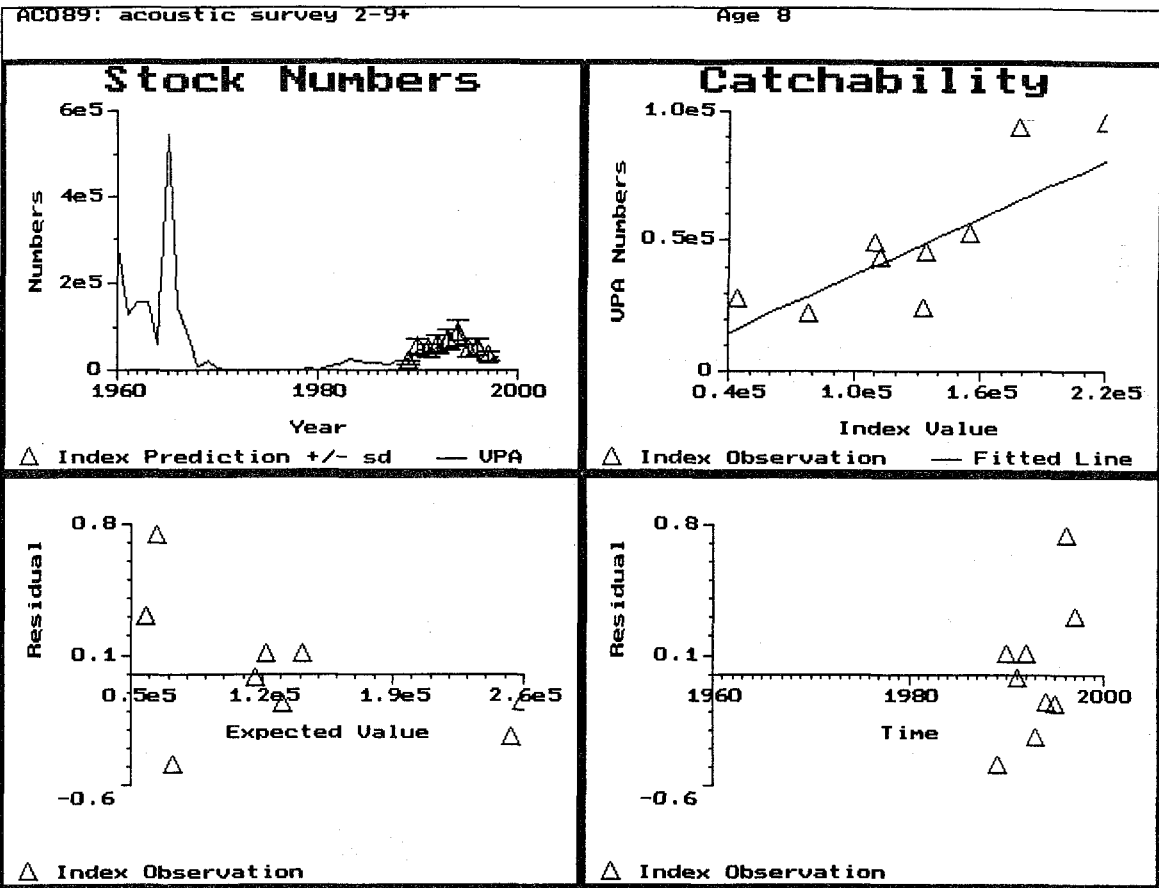 ACO89: acoustic survey 2-9+ Age 8
Stock Numbers
6e5
4e5
2e5
0
Numbers
1960 1980 2000
Year
△ Index Prediction +/- sd — VPA
Catchability
1.0e5
0.5e5
0
VPA Numbers
0.4e5 1.0e5 1.6e5 2.2e5
Index Value
△ Index Observation — Fitted Line
0.8
0.1
-0.6
Residual
0.5e5 1.2e5 1.9e5 2.6e5
Expected Value
△ Index Observation
0.8
0.1
-0.6
Residual
1960 1980 2000
Time
△ Index Observation